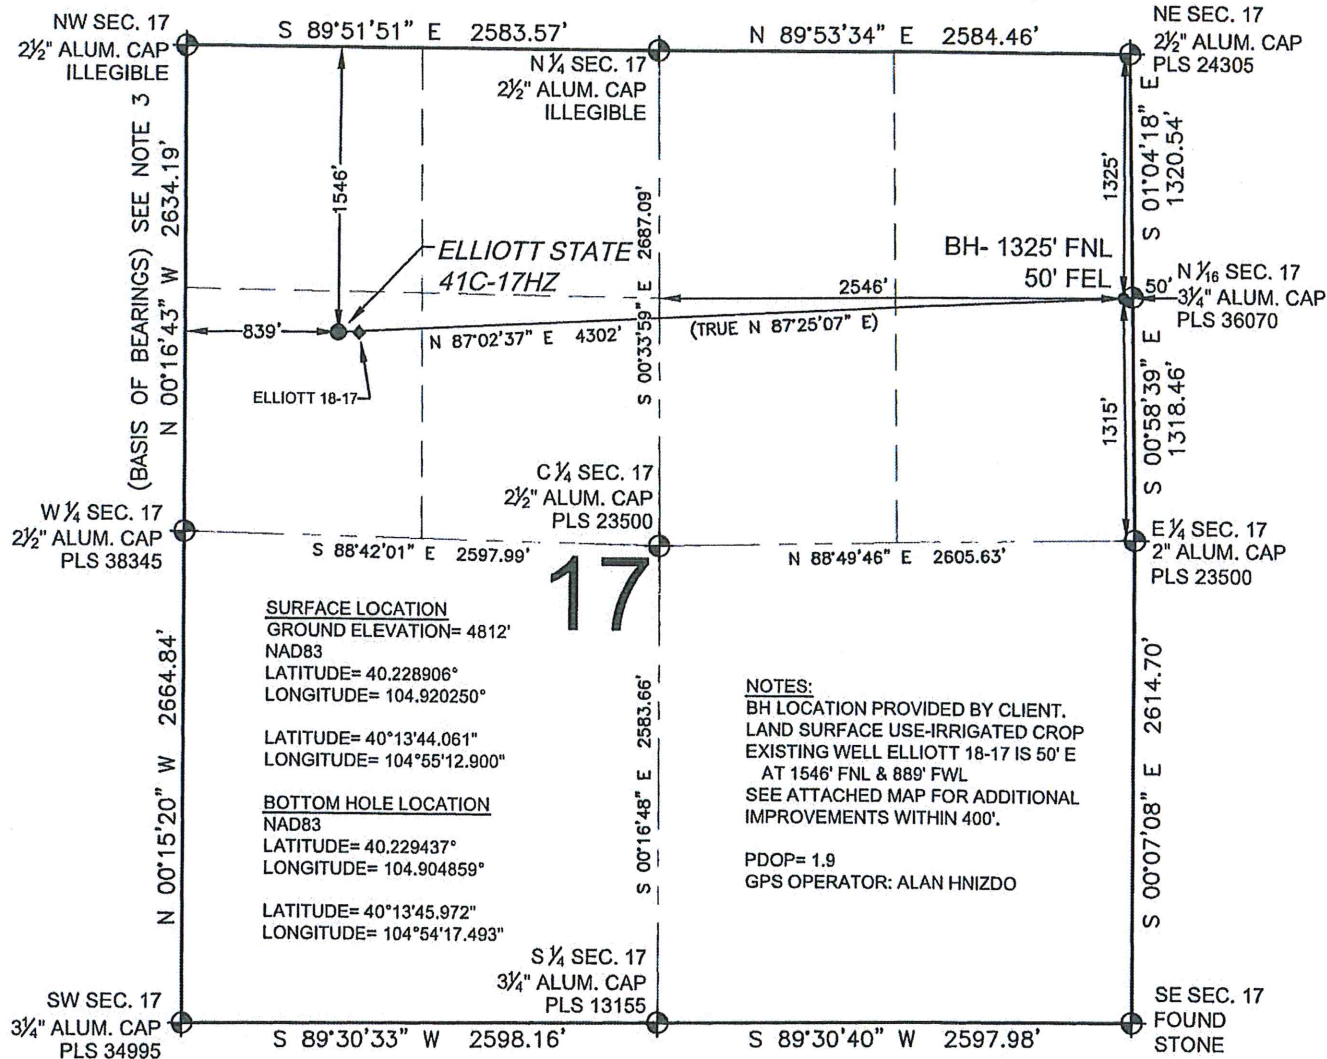 NW SEC. 17
2½" ALUM. CAP
ILLEGIBLE
S 89°51'51" E 2583.57'
N ¼ SEC. 17
2½" ALUM. CAP
ILLEGIBLE
N 89°53'34" E 2584.46'
NE SEC. 17
2½" ALUM. CAP
PLS 24305
(BASIS OF BEARINGS) SEE NOTE 3
N 00°16'43" W 2634.19'
1546'
S 00°33'59" E 2687.09'
1325'
S 01°04'18" E
1320.54'
ELLIOTT STATE
41C-17HZ
BH- 1325' FNL
50' FEL
50'
N 1⁄16 SEC. 17
3¼" ALUM. CAP
PLS 36070
2546'
839'
N 87°02'37" E 4302'
(TRUE N 87°25'07" E)
ELLIOTT 18-17
1315'
S 00°58'39" E
1318.46'
W ¼ SEC. 17
2½" ALUM. CAP
PLS 38345
C ¼ SEC. 17
2½" ALUM. CAP
PLS 23500
E ¼ SEC. 17
2" ALUM. CAP
PLS 23500
S 88°42'01" E 2597.99'
N 88°49'46" E 2605.63'
17
SURFACE LOCATION
GROUND ELEVATION= 4812'
NAD83
LATITUDE= 40.228906°
LONGITUDE= 104.920250°
LATITUDE= 40°13'44.061"
LONGITUDE= 104°55'12.900"
BOTTOM HOLE LOCATION
NAD83
LATITUDE= 40.229437°
LONGITUDE= 104.904859°
LATITUDE= 40°13'45.972"
LONGITUDE= 104°54'17.493"
N 00°15'20" W 2664.84'
S 00°16'48" E 2583.66'
NOTES:
BH LOCATION PROVIDED BY CLIENT.
LAND SURFACE USE-IRRIGATED CROP
EXISTING WELL ELLIOTT 18-17 IS 50' E
AT 1546' FNL & 889' FWL
SEE ATTACHED MAP FOR ADDITIONAL
IMPROVEMENTS WITHIN 400'.
PDOP= 1.9
GPS OPERATOR: ALAN HNIZDO
S 00°07'08" E 2614.70'
SW SEC. 17
3¼" ALUM. CAP
PLS 34995
S 89°30'33" W 2598.16'
S ¼ SEC. 17
3¼" ALUM. CAP
PLS 13155
S 89°30'40" W 2597.98'
SE SEC. 17
FOUND
STONE